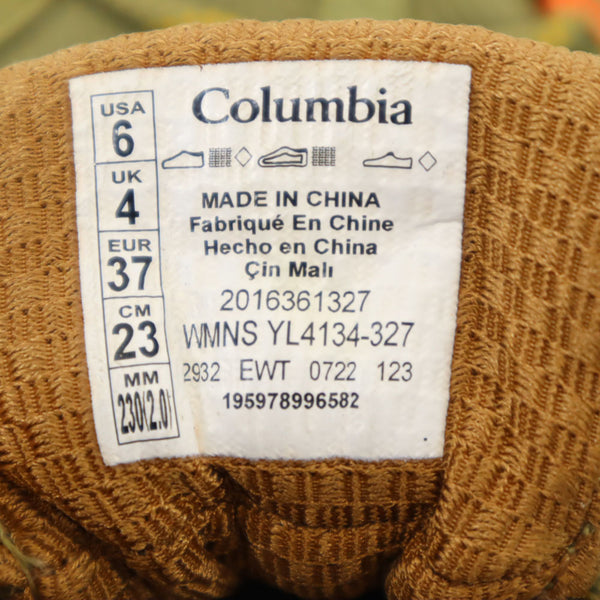 Columbia
USA
6
UK
4
EUR
37
CM
23
MM
230(2.0)
MADE IN CHINA
Fabriqué En Chine
Hecho en China
Çin Malı
2016361327
WMNS YL4134-327
2932 EWT 0722 123
195978996582